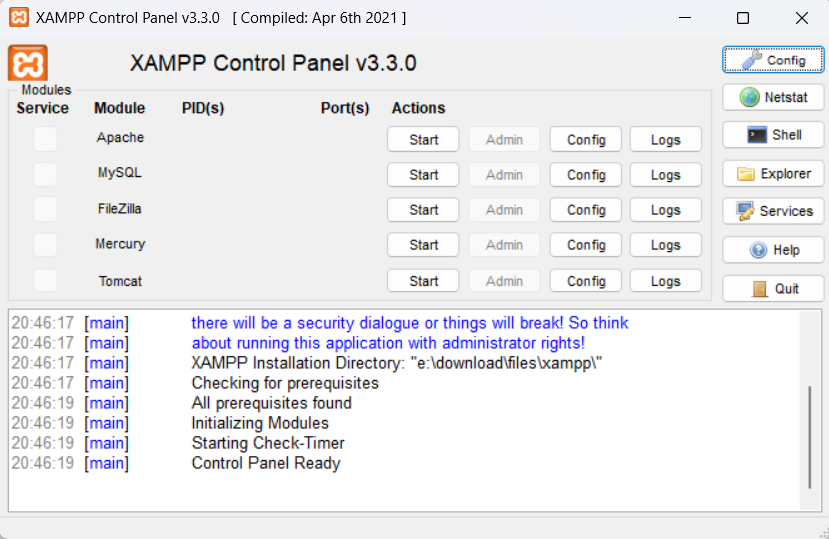 XAMPP Control Panel v3.3.0 [ Compiled: Apr 6th 2021 ]
XAMPP Control Panel v3.3.0
Config
Modules
Service Module PID(s) Port(s) Actions
Netstat
Apache Start Admin Config Logs
Shell
MySQL Start Admin Config Logs
Explorer
FileZilla Start Admin Config Logs
Services
Mercury Start Admin Config Logs
Help
Tomcat Start Admin Config Logs
Quit
20:46:17 [main] there will be a security dialogue or things will break! So think
20:46:17 [main] about running this application with administrator rights!
20:46:17 [main] XAMPP Installation Directory: "e:\download\files\xampp\"
20:46:17 [main] Checking for prerequisites
20:46:19 [main] All prerequisites found
20:46:19 [main] Initializing Modules
20:46:19 [main] Starting Check-Timer
20:46:19 [main] Control Panel Ready